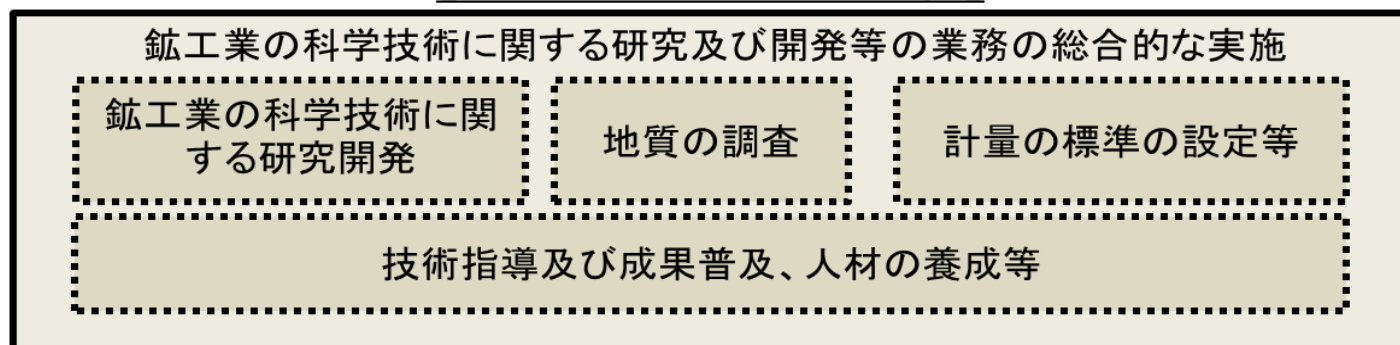 鉱工業の科学技術に関する研究及び開発等の業務の総合的な実施
鉱工業の科学技術に関
する研究開発
地質の調査
計量の標準の設定等
技術指導及び成果普及、人材の養成等